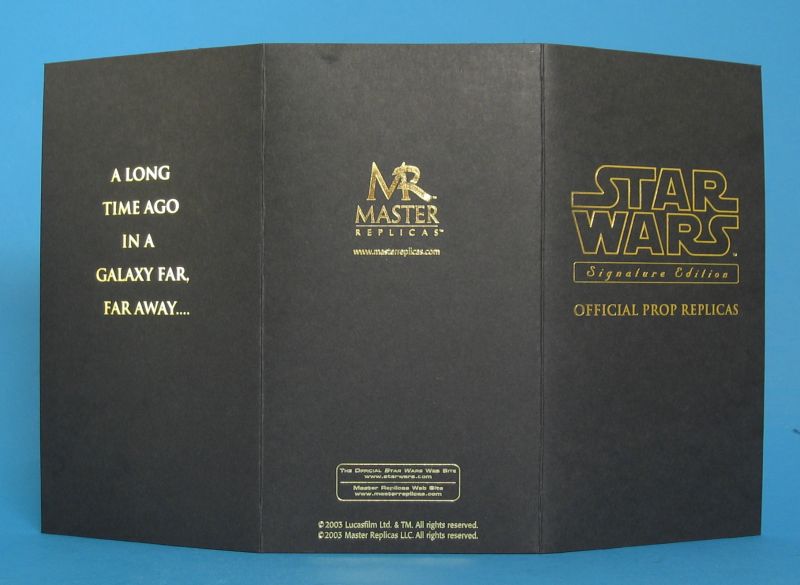 A LONG
TIME AGO
IN A
GALAXY FAR,
FAR AWAY....
MR
MASTER
REPLICAS™
www.masterreplicas.com
The Official Star Wars Web Site
www.starwars.com
Master Replicas Web Site
www.masterreplicas.com
©2003 Lucasfilm Ltd. & TM. All rights reserved.
©2003 Master Replicas LLC. All rights reserved.
STAR
WARS™
Signature Edition
OFFICIAL PROP REPLICAS